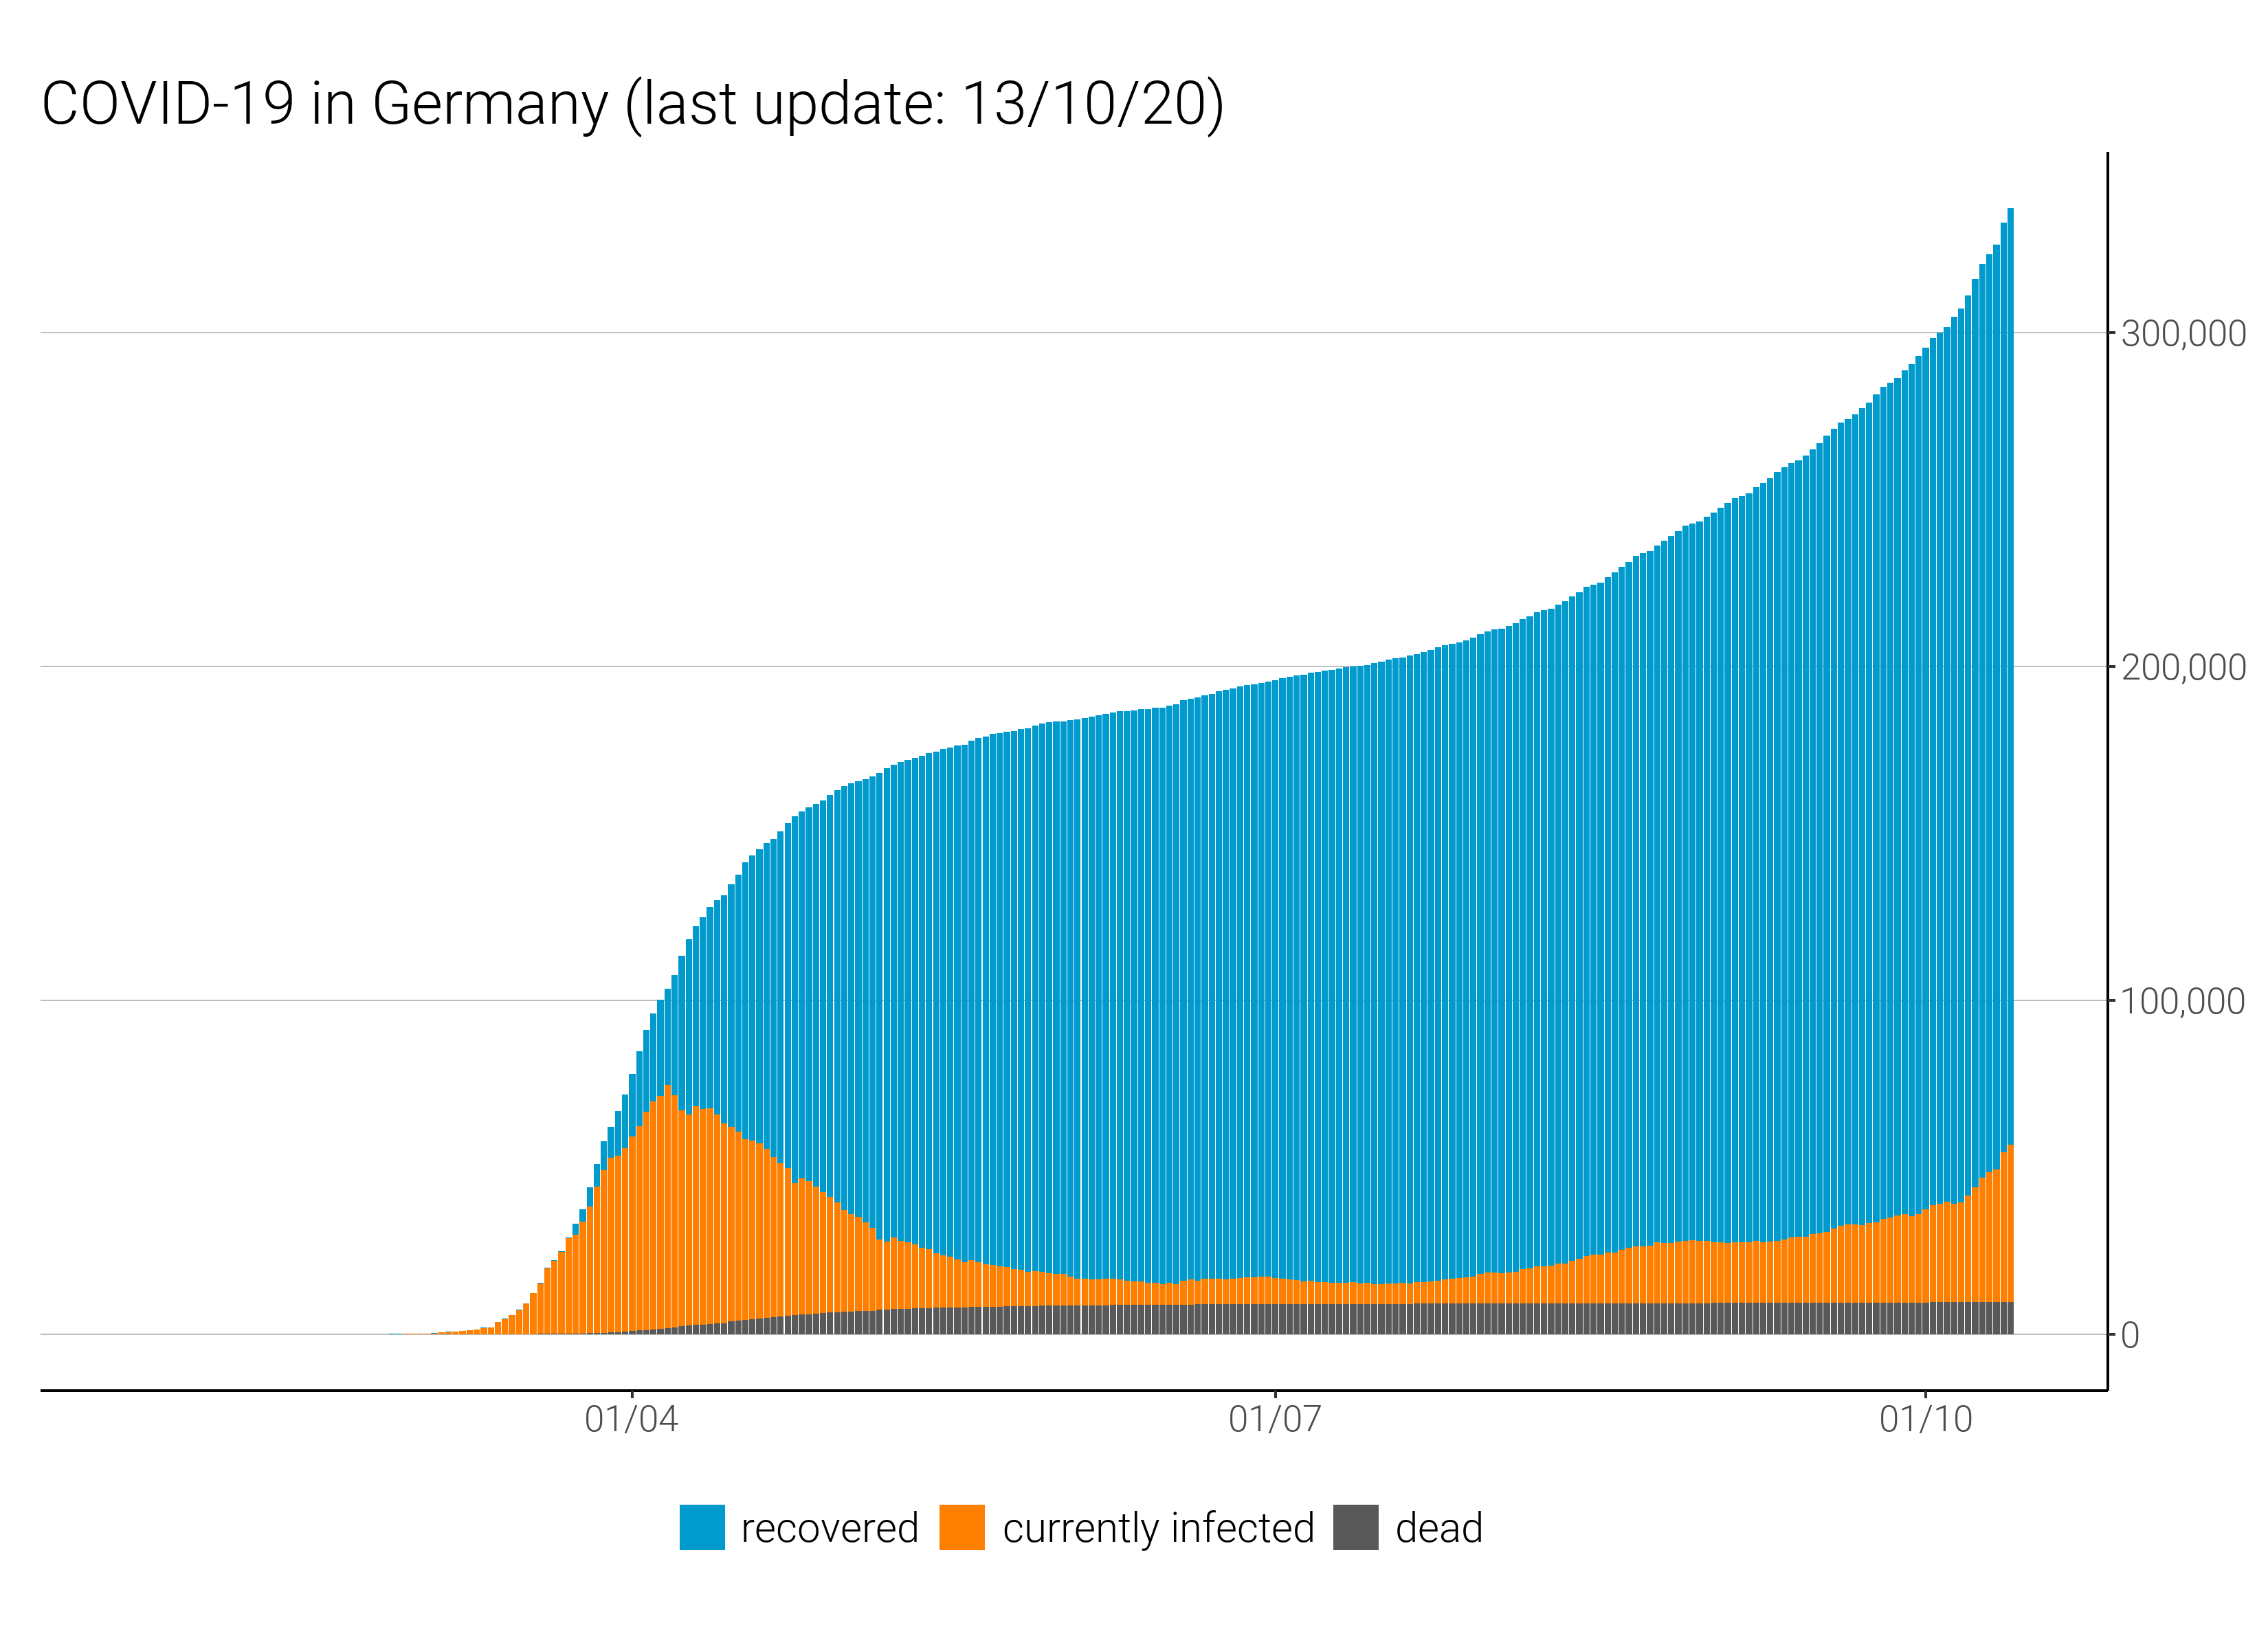 COVID-19 in Germany (last update: 13/10/20)
300,000
200,000
100,000
0
01/04 01/07 01/10
recovered currently infected dead